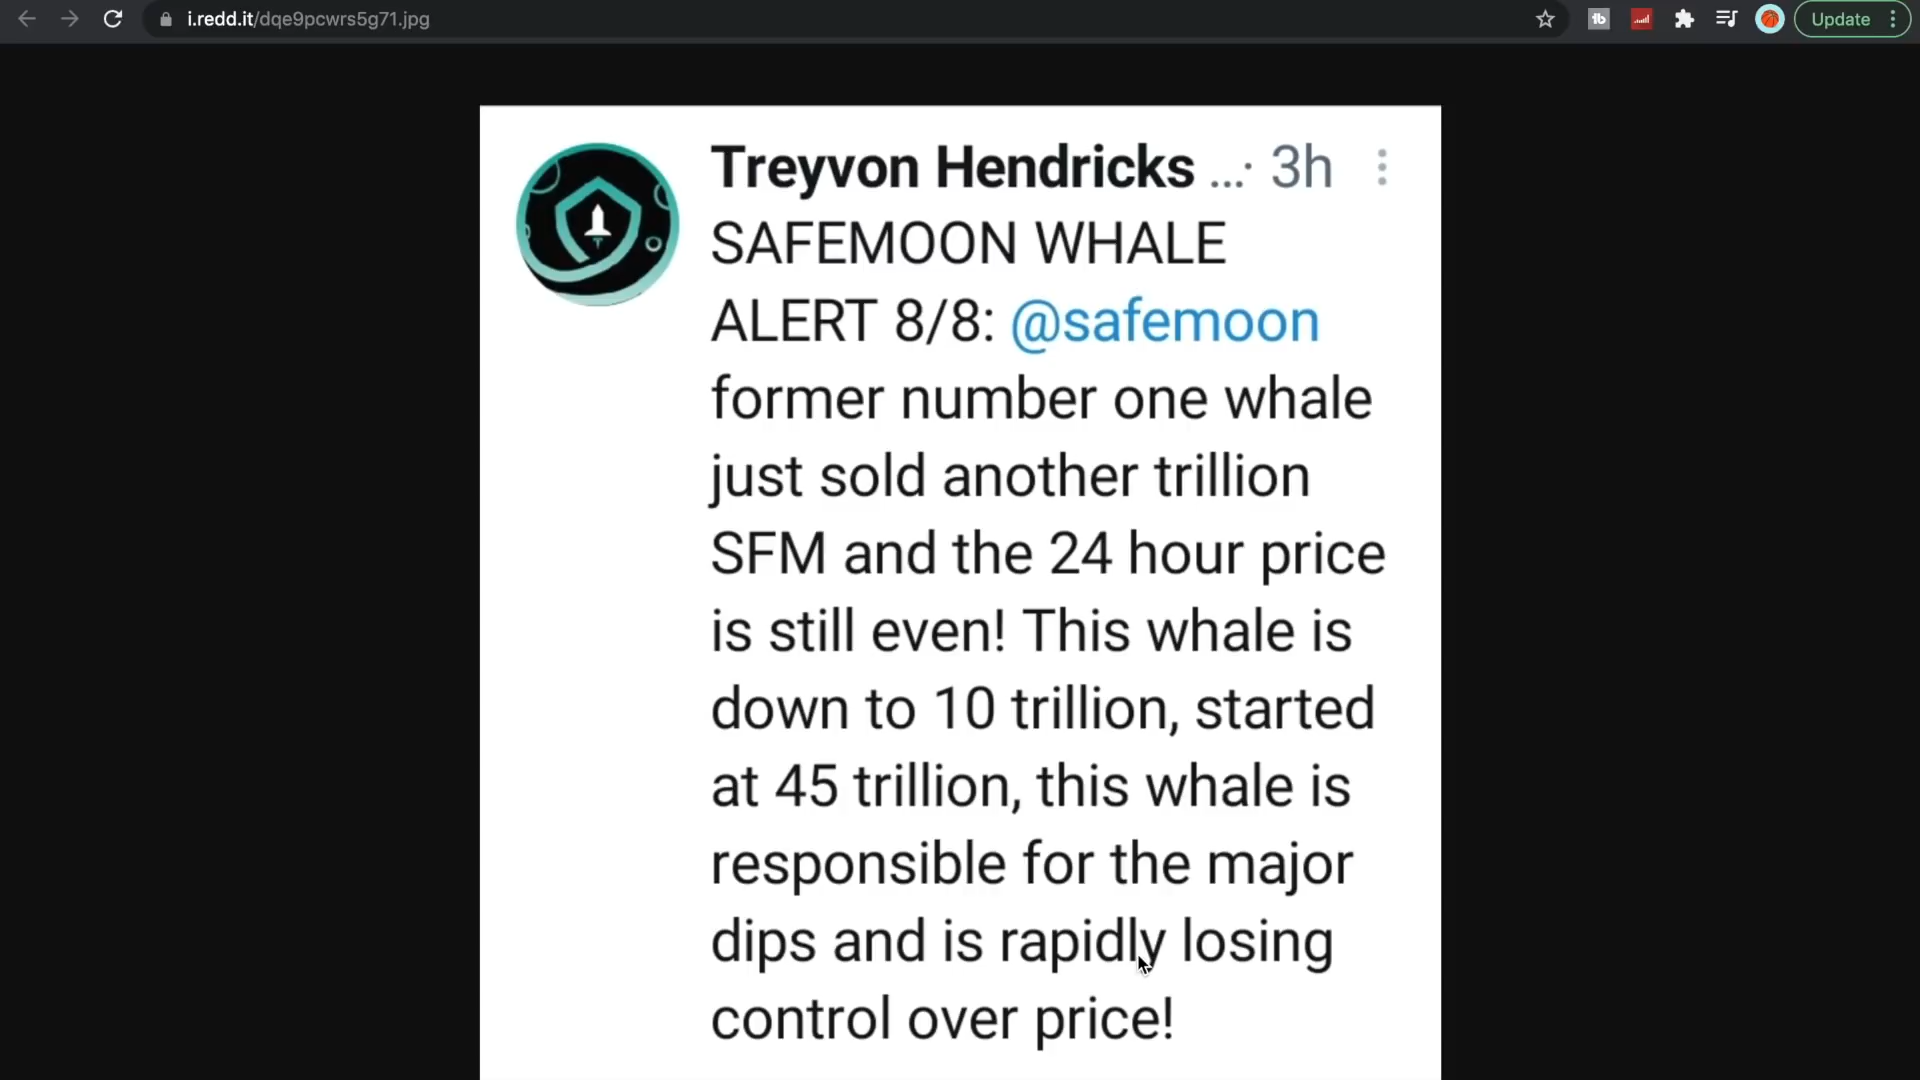 i.redd.it/dqe9pcwrs5g71.jpg
Update
Treyvon Hendricks ...· 3h
SAFEMOON WHALE
ALERT 8/8: @safemoon
former number one whale
just sold another trillion
SFM and the 24 hour price
is still even! This whale is
down to 10 trillion, started
at 45 trillion, this whale is
responsible for the major
dips and is rapidly losing
control over price!